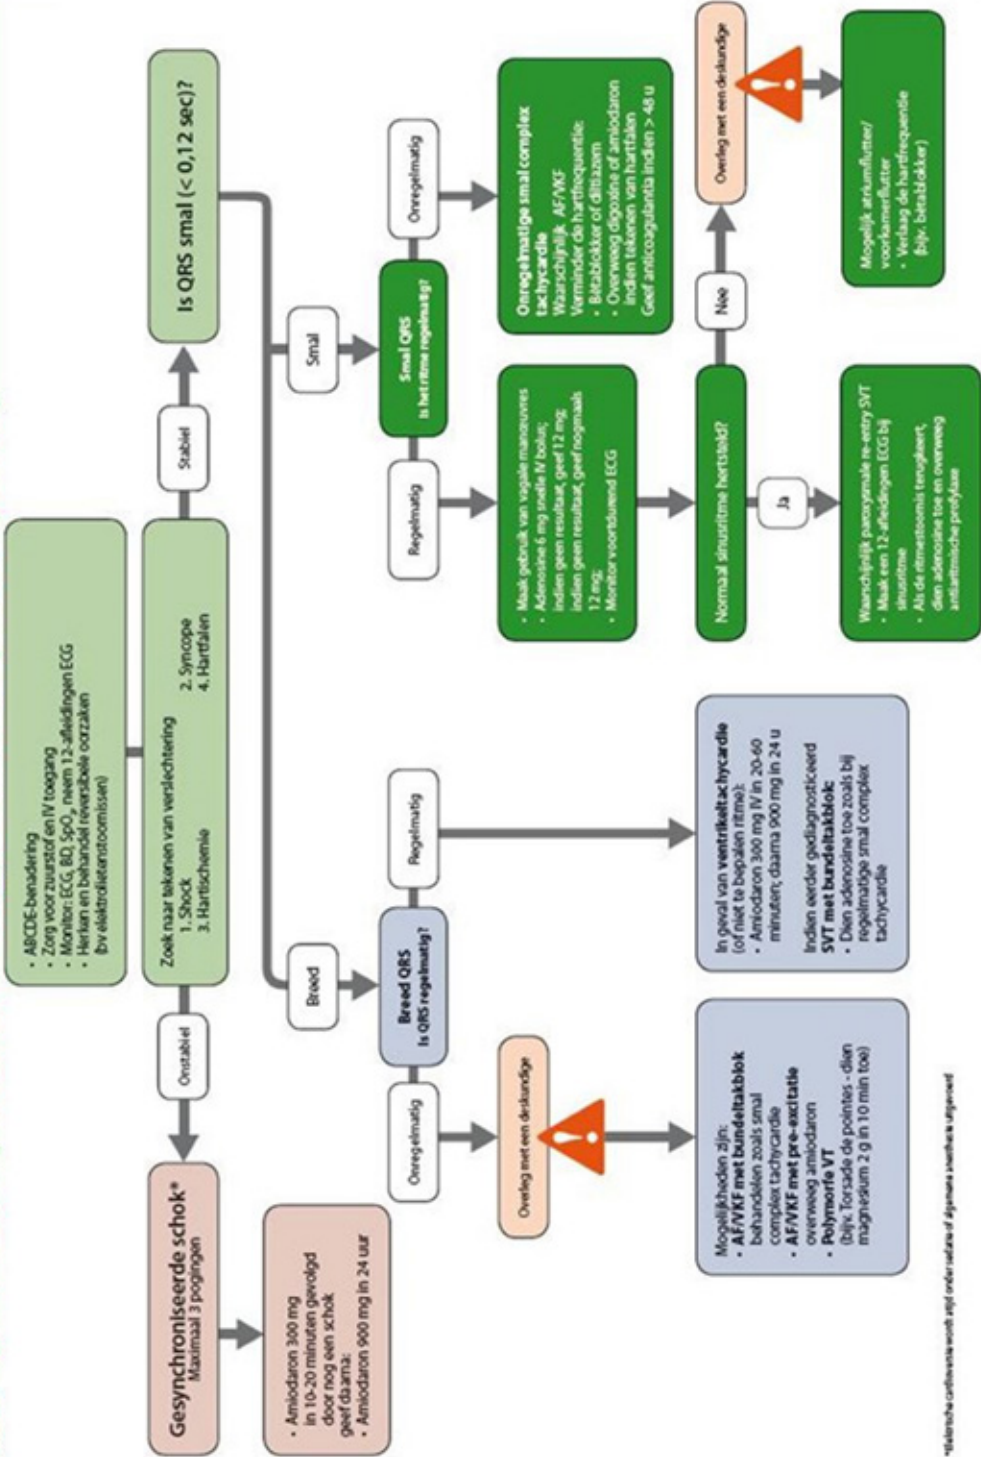 • ABCDE-benadering
• Zorg voor zuurstof en IV toegang
• Monitor: ECG, BD, SpO₂, neem 12-afleidingen ECG
• Herken en behandel reversibele oorzaken
(bv elektrolietenstoornissen)
Zoek naar tekenen van verslechtering
1. Shock 2. Syncope
3. Hartischemie 4. Hartfalen
Onstabiel
Stabiel
Gesynchroniseerde schok*
Maximaal 3 pogingen
Is QRS smal (< 0,12 sec)?
• Amiodaron 300 mg
in 10-20 minuten gevolgd
door nog een schok
geef daarna:
• Amiodaron 900 mg in 24 uur
Breed
Smal
Breed QRS
Is QRS regelmatig?
Smal QRS
Is het ritme regelmatig?
Onregelmatig
Regelmatig
Regelmatig
Onregelmatig
Overleg met een deskundige
• Maak gebruik van vagale manœuvres
• Adenosine 6 mg snelle IV bolus;
indien geen resultaat, geef 12 mg;
indien geen resultaat, geef nogmaals
12 mg;
• Monitor voortdurend ECG
Onregelmatige smal complex
tachycardie
Waarschijnlijk AF/VKF
Verminder de hartfrequentie:
• Bètablokker of diltiazem
• Overweeg digoxine of amiodaron
indien tekenen van hartfalen
Geef anticoagulantia indien > 48 u
Mogelijkheden zijn:
• AF/VKF met bundeltakblok
behandelen zoals smal
complex tachycardie
• AF/VKF met pre-excitatie
overweeg amiodaron
• Polymorfe VT
(bijv. Torsade de pointes - dien
magnesium 2 g in 10 min toe)
In geval van ventrikeltachycardie
(of niet te bepalen ritme):
• Amiodaron 300 mg IV in 20-60
minuten; daarna 900 mg in 24 u
Indien eerder gediagnosticeerd
SVT met bundeltakblok:
• Dien adenosine toe zoals bij
regelmatige smal complex
tachycardie
Normaal sinusritme hertsteld?
Nee
Overleg met een deskundige
Ja
Waarschijnlijk paroxysmale re-entry SVT
• Maak een 12-afleidingen ECG bij
sinusritme
• Als de ritmestoornis terugkeert,
dien adenosine toe en overweeg
antiaritmische profylaxe
Mogelijk atriumflutter/
voorkamerflutter
• Verlaag de hartfrequentie
(bijv. bètablokker)
*Elektrische cardioversie wordt altijd onder sedatie of algemene anesthesie uitgevoerd